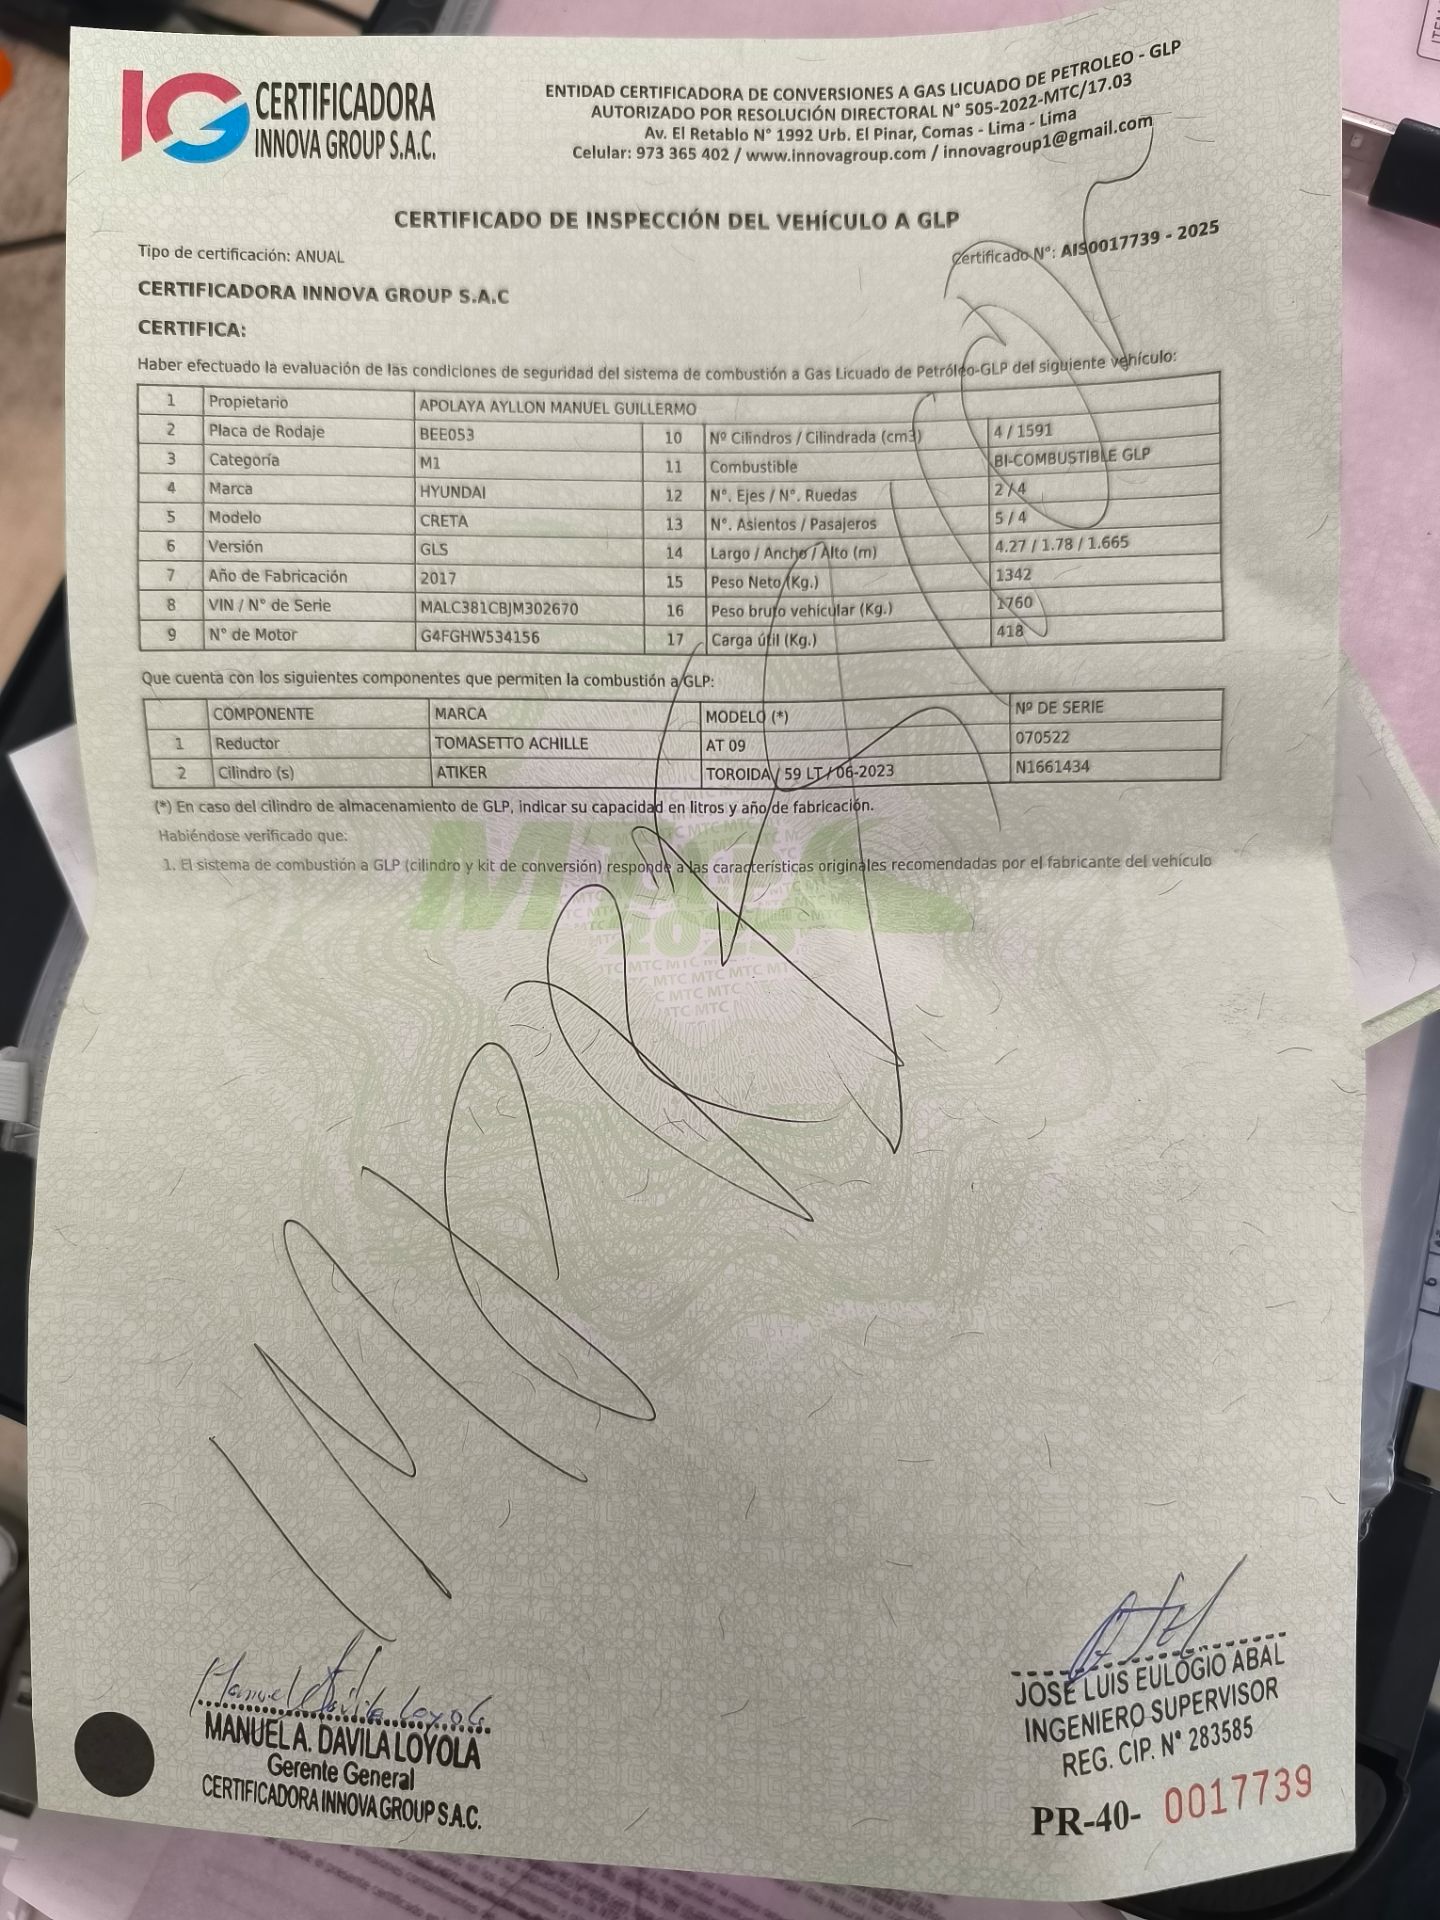 IG CERTIFICADORA
INNOVA GROUP S.A.C.
ENTIDAD CERTIFICADORA DE CONVERSIONES A GAS LICUADO DE PETROLEO - GLP
AUTORIZADO POR RESOLUCIÓN DIRECTORAL N° 505-2022-MTC/17.03
Av. El Retablo N° 1992 Urb. El Pinar, Comas - Lima - Lima
Celular: 973 365 402 / www.innovagroup.com / innovagroup1@gmail.com
CERTIFICADO DE INSPECCIÓN DEL VEHÍCULO A GLP
Tipo de certificación: ANUAL
Certificado N°: AIS0017739 - 2025
CERTIFICADORA INNOVA GROUP S.A.C
CERTIFICA:
Haber efectuado la evaluación de las condiciones de seguridad del sistema de combustión a Gas Licuado de Petróleo-GLP del siguiente vehículo:
1 Propietario APOLAYA AYLLON MANUEL GUILLERMO
2 Placa de Rodaje BEE053 10 Nº Cilindros / Cilindrada (cm3) 4 / 1591
3 Categoría M1 11 Combustible BI-COMBUSTIBLE GLP
4 Marca HYUNDAI 12 N°. Ejes / N°. Ruedas 2 / 4
5 Modelo CRETA 13 N°. Asientos / Pasajeros 5 / 4
6 Versión GLS 14 Largo / Ancho / Alto (m) 4.27 / 1.78 / 1.665
7 Año de Fabricación 2017 15 Peso Neto (Kg.) 1342
8 VIN / N° de Serie MALC381CBJM302670 16 Peso bruto vehicular (Kg.) 1760
9 N° de Motor G4FGHW534156 17 Carga útil (Kg.) 418
Que cuenta con los siguientes componentes que permiten la combustión a GLP:
COMPONENTE MARCA MODELO (*) Nº DE SERIE
1 Reductor TOMASETTO ACHILLE AT 09 070522
2 Cilindro (s) ATIKER TOROIDA / 59 LT / 06-2023 N1661434
(*) En caso del cilindro de almacenamiento de GLP, indicar su capacidad en litros y año de fabricación.
Habiéndose verificado que:
1. El sistema de combustión a GLP (cilindro y kit de conversión) responde a las características originales recomendadas por el fabricante del vehículo
MTC
2025
Manuel Davila Loyola
MANUEL A. DAVILA LOYOLA
Gerente General
CERTIFICADORA INNOVA GROUP S.A.C.
JOSE LUIS EULOGIO ABAL
INGENIERO SUPERVISOR
REG. CIP. N° 283585
PR-40- 0017739